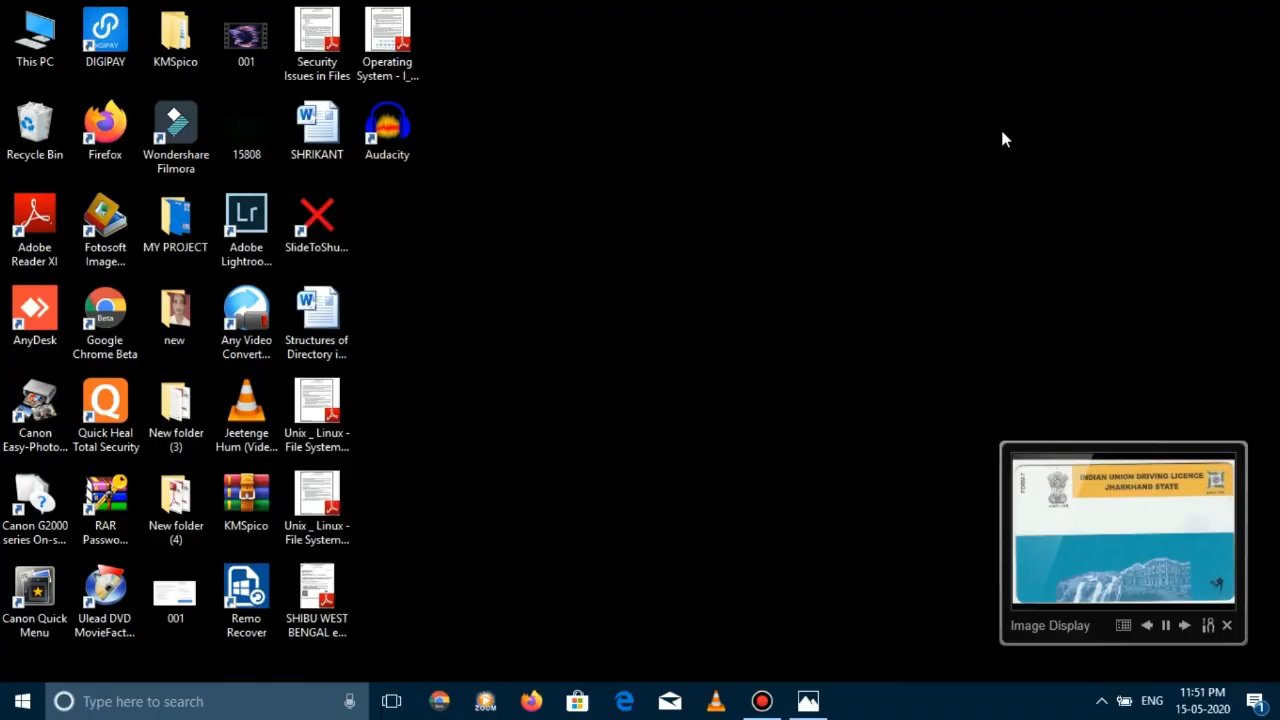 This PC
DIGIPAY
DIGIPAY
KMSpico
001
Security
Issues in Files
Operating
System - I_...
Recycle Bin
Firefox
Wondershare
Filmora
15808
SHRIKANT
Audacity
Adobe
Reader XI
Fotosoft
Image...
MY PROJECT
Lr
Adobe
Lightroo...
SlideToShu...
AnyDesk
Beta
Google
Chrome Beta
new
Any Video
Convert...
Structures of
Directory i...
Canon
Easy-Photo...
Quick Heal
Total Security
New folder
(3)
Jeetenge
Hum (Vide...
Unix _ Linux -
File System...
Canon G2000
series On-s...
RAR
Passwo...
New folder
(4)
KMSpico
Unix _ Linux -
File System...
Canon Quick
Menu
Ulead DVD
MovieFact...
001
Remo
Recover
SHIBU WEST
BENGAL e...
INDIAN UNION DRIVING LICENCE
JHARKHAND STATE
Image Display
Type here to search
ZOOM
ENG
11:51 PM
15-05-2020
1